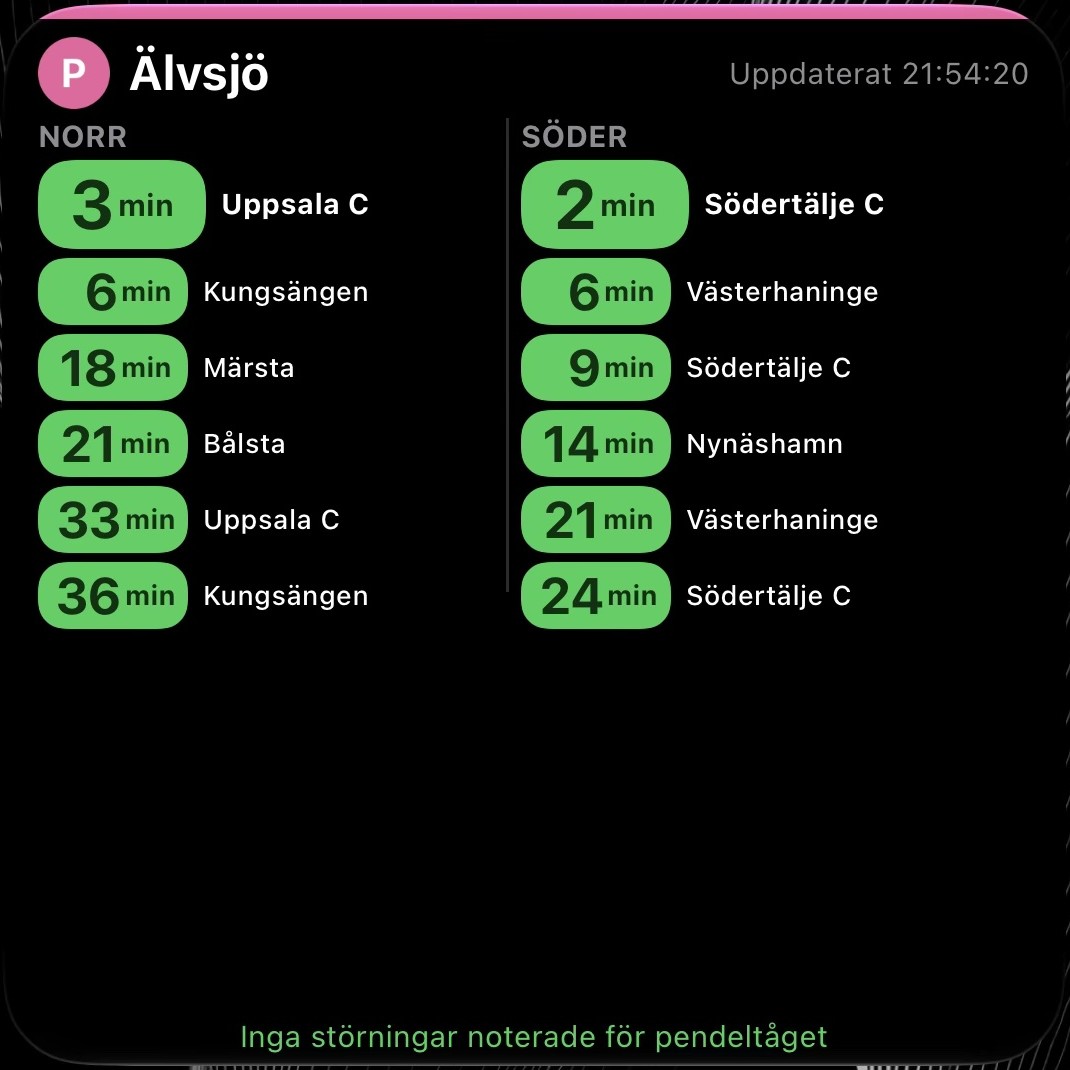 P Älvsjö
Uppdaterat 21:54:20
NORR
3 min Uppsala C
6 min Kungsängen
18 min Märsta
21 min Bålsta
33 min Uppsala C
36 min Kungsängen
SÖDER
2 min Södertälje C
6 min Västerhaninge
9 min Södertälje C
14 min Nynäshamn
21 min Västerhaninge
24 min Södertälje C
Inga störningar noterade för pendeltåget